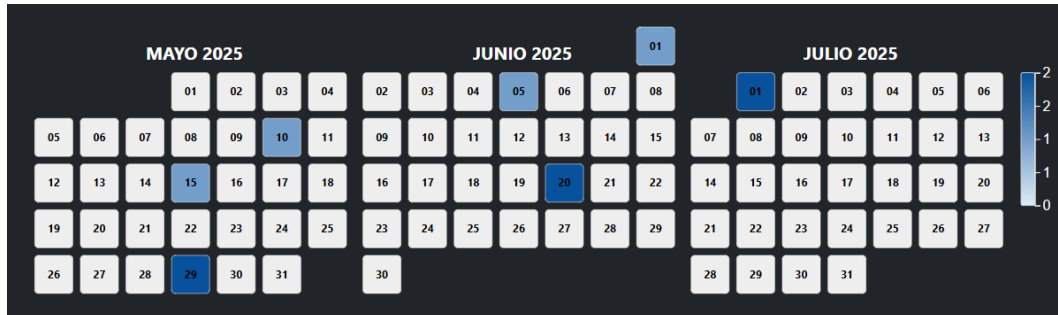 MAYO 2025
01 02 03 04
05 06 07 08 09 10 11
12 13 14 15 16 17 18
19 20 21 22 23 24 25
26 27 28 29 30 31
JUNIO 2025
01
02 03 04 05 06 07 08
09 10 11 12 13 14 15
16 17 18 19 20 21 22
23 24 25 26 27 28 29
30
JULIO 2025
01 02 03 04 05 06
07 08 09 10 11 12 13
14 15 16 17 18 19 20
21 22 23 24 25 26 27
28 29 30 31
2
2
1
1
0